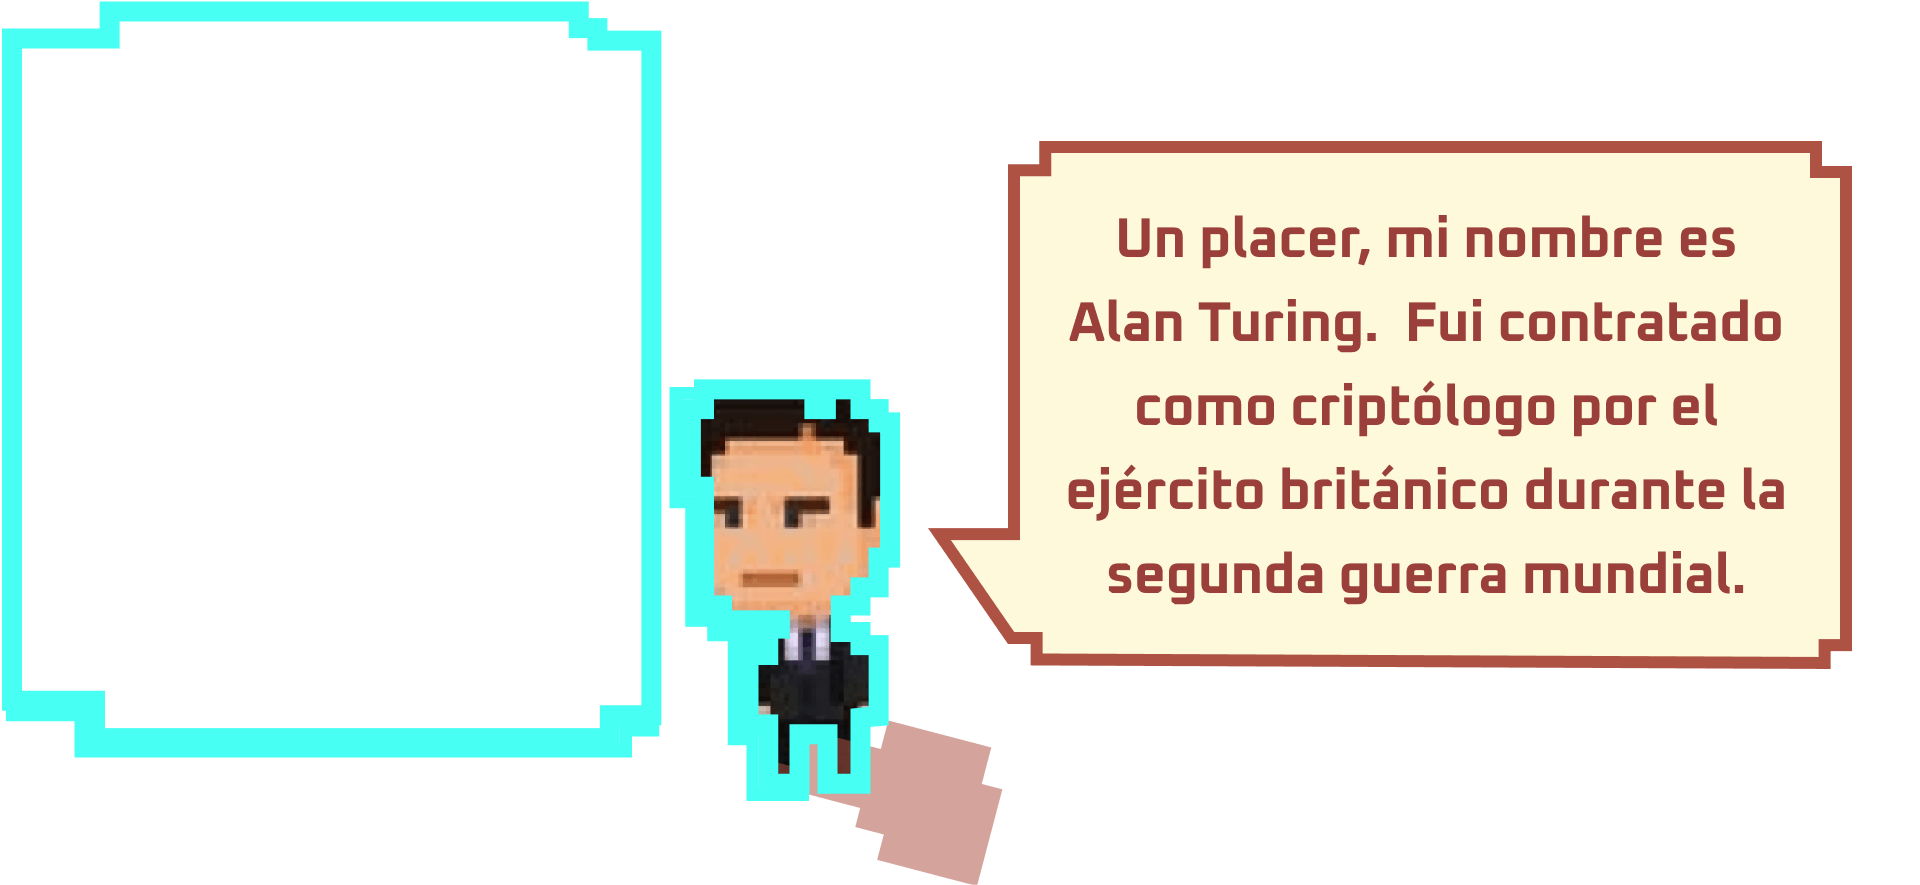 Un placer, mi nombre es
Alan Turing.  Fui contratado
como criptólogo por el
ejército británico durante la
segunda guerra mundial.